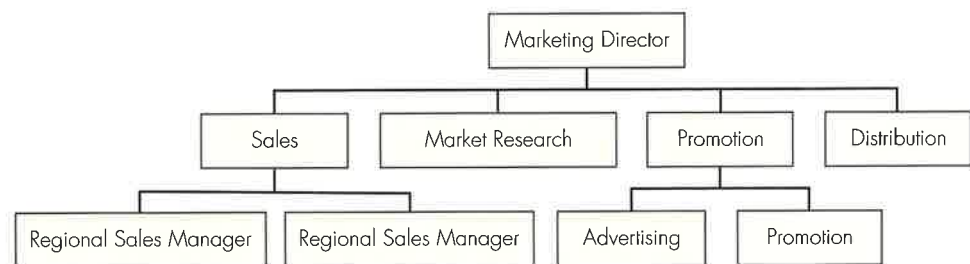 Marketing Director
Sales
Market Research
Promotion
Distribution
Regional Sales Manager
Regional Sales Manager
Advertising
Promotion